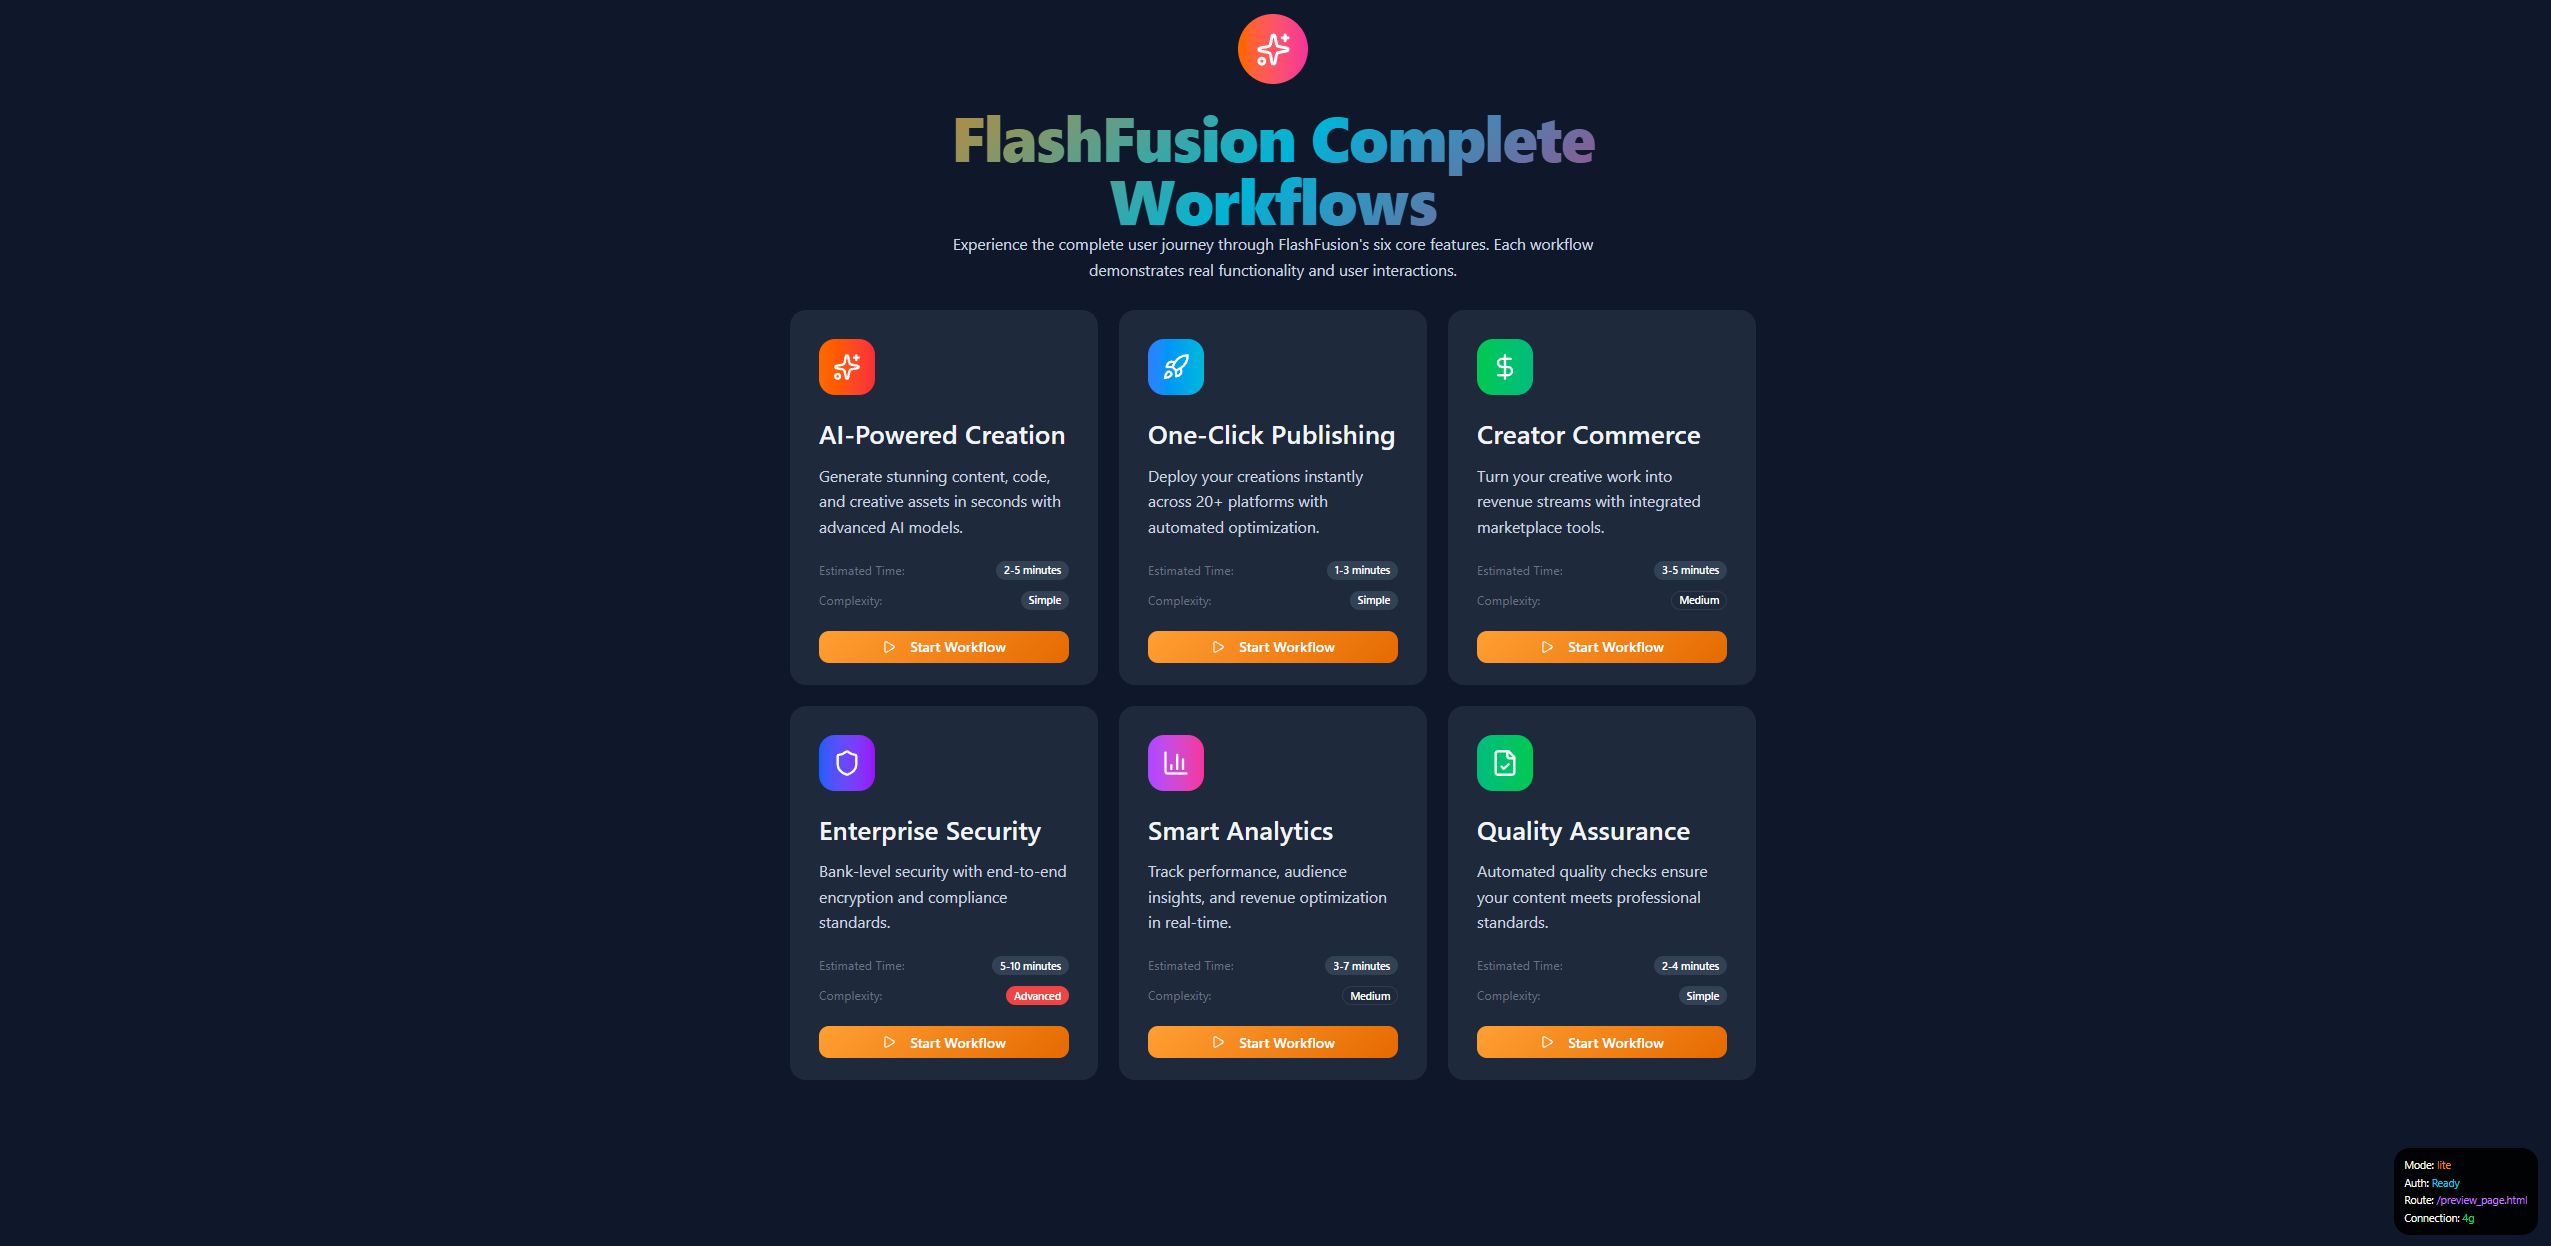 FlashFusion Complete
Workflows
Experience the complete user journey through FlashFusion's six core features. Each workflow
demonstrates real functionality and user interactions.
AI-Powered Creation
Generate stunning content, code,
and creative assets in seconds with
advanced AI models.
Estimated Time: 2-5 minutes
Complexity: Simple
Start Workflow
One-Click Publishing
Deploy your creations instantly
across 20+ platforms with
automated optimization.
Estimated Time: 1-3 minutes
Complexity: Simple
Start Workflow
Creator Commerce
Turn your creative work into
revenue streams with integrated
marketplace tools.
Estimated Time: 3-5 minutes
Complexity: Medium
Start Workflow
Enterprise Security
Bank-level security with end-to-end
encryption and compliance
standards.
Estimated Time: 5-10 minutes
Complexity: Advanced
Start Workflow
Smart Analytics
Track performance, audience
insights, and revenue optimization
in real-time.
Estimated Time: 3-7 minutes
Complexity: Medium
Start Workflow
Quality Assurance
Automated quality checks ensure
your content meets professional
standards.
Estimated Time: 2-4 minutes
Complexity: Simple
Start Workflow
Mode: lite
Auth: Ready
Route: /preview_page.html
Connection: 4g